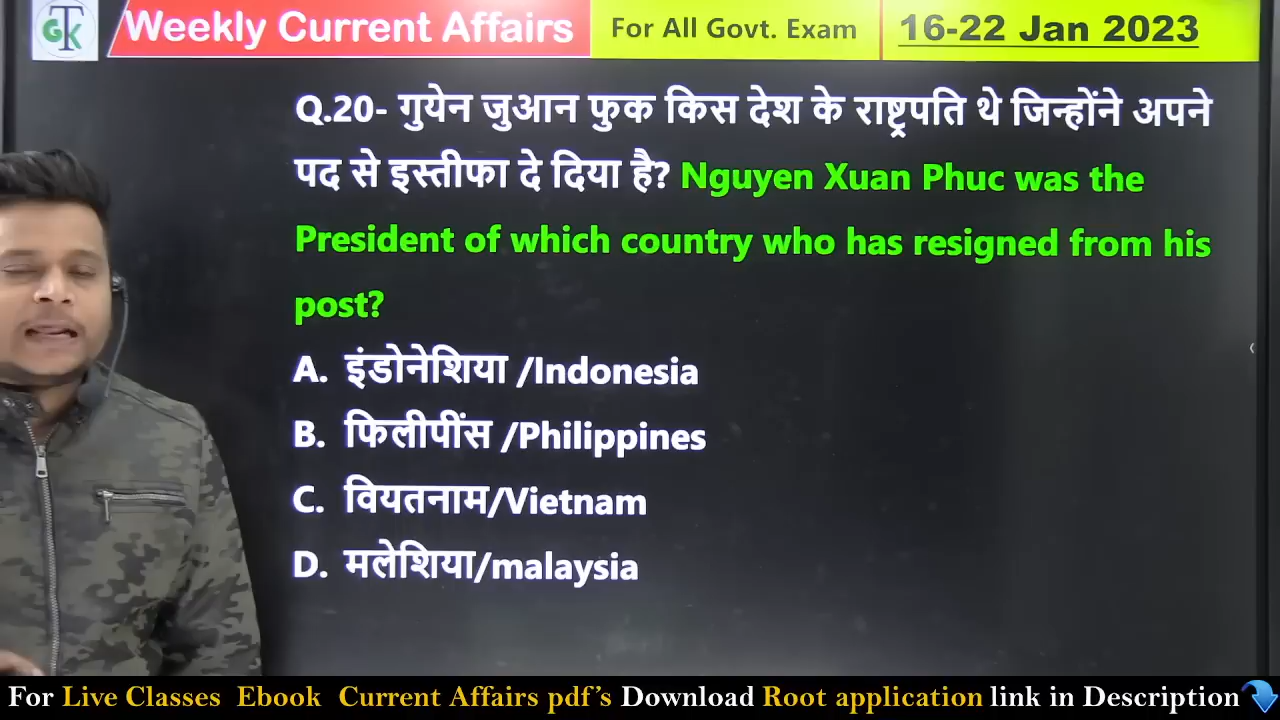 GTK
Weekly Current Affairs
For All Govt. Exam
16-22 Jan 2023
Q.20- गुयेन जुआन फुक किस देश के राष्ट्रपति थे जिन्होंने अपने
पद से इस्तीफा दे दिया है? Nguyen Xuan Phuc was the
President of which country who has resigned from his
post?
A. इंडोनेशिया /Indonesia
B. फिलीपींस /Philippines
C. वियतनाम/Vietnam
D. मलेशिया/malaysia
For Live Classes Ebook Current Affairs pdf's Download Root application link in Description